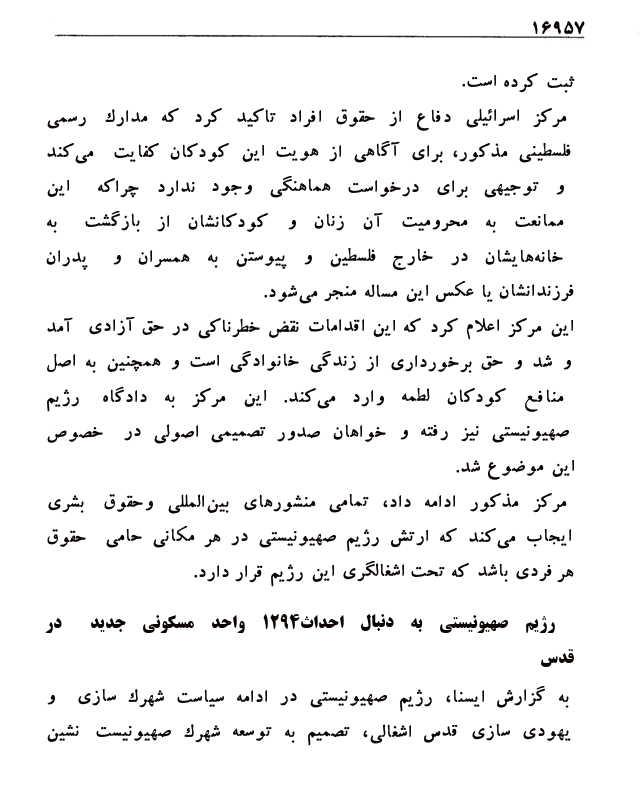 ۱۶۹۵۷
ثبت کرده است.
مرکز اسرائیلی دفاع از حقوق افراد تاکید کرد که مدارك رسمی
فلسطینی مذکور، برای آگاهی از هویت این کودکان کفایت می‌کند
و توجیهی برای درخواست هماهنگی وجود ندارد چراکه این
ممانعت به محرومیت آن زنان و کودکانشان از بازگشت به
خانه‌هایشان در خارج فلسطین و پیوستن به همسران و پدران
فرزندانشان یا عکس این مساله منجر می‌شود.
این مرکز اعلام کرد که این اقدامات نقض خطرناکی در حق آزادی آمد
و شد و حق برخورداری از زندگی خانوادگی است و همچنین به اصل
منافع کودکان لطمه وارد می‌کند. این مرکز به دادگاه رژیم
صهیونیستی نیز رفته و خواهان صدور تصمیمی اصولی در خصوص
این موضوع شد.
مرکز مذکور ادامه داد، تمامی منشورهای بین‌المللی وحقوق بشری
ایجاب می‌کند که ارتش رژیم صهیونیستی در هر مکانی حامی حقوق
هر فردی باشد که تحت اشغالگری این رژیم قرار دارد.
رژیم صهیونیستی به دنبال احداث۱۲۹۴ واحد مسکونی جدید در
قدس
به گزارش ایسنا، رژیم صهیونیستی در ادامه سیاست شهرك سازی و
یهودی سازی قدس اشغالی، تصمیم به توسعه شهرك صهیونیست نشین